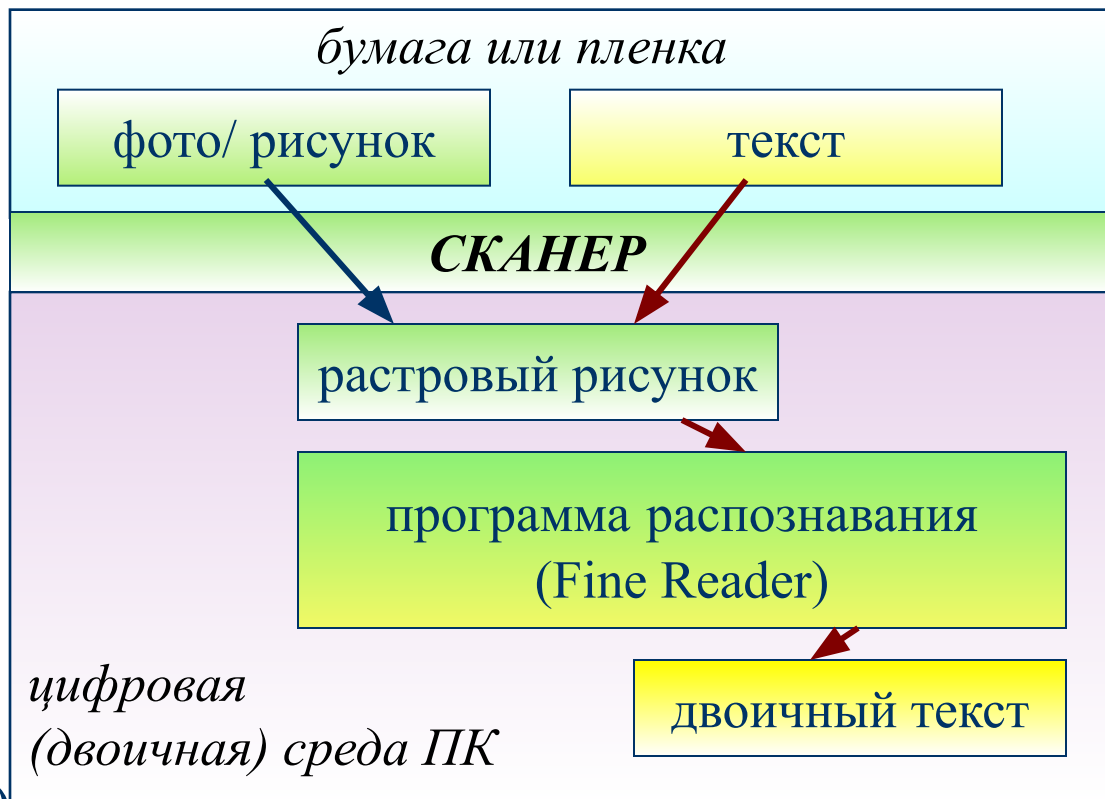 бумага или пленка
фото/ рисунок
текст
СКАНЕР
растровый рисунок
программа распознавания
(Fine Reader)
двоичный текст
цифровая
(двоичная) среда ПК